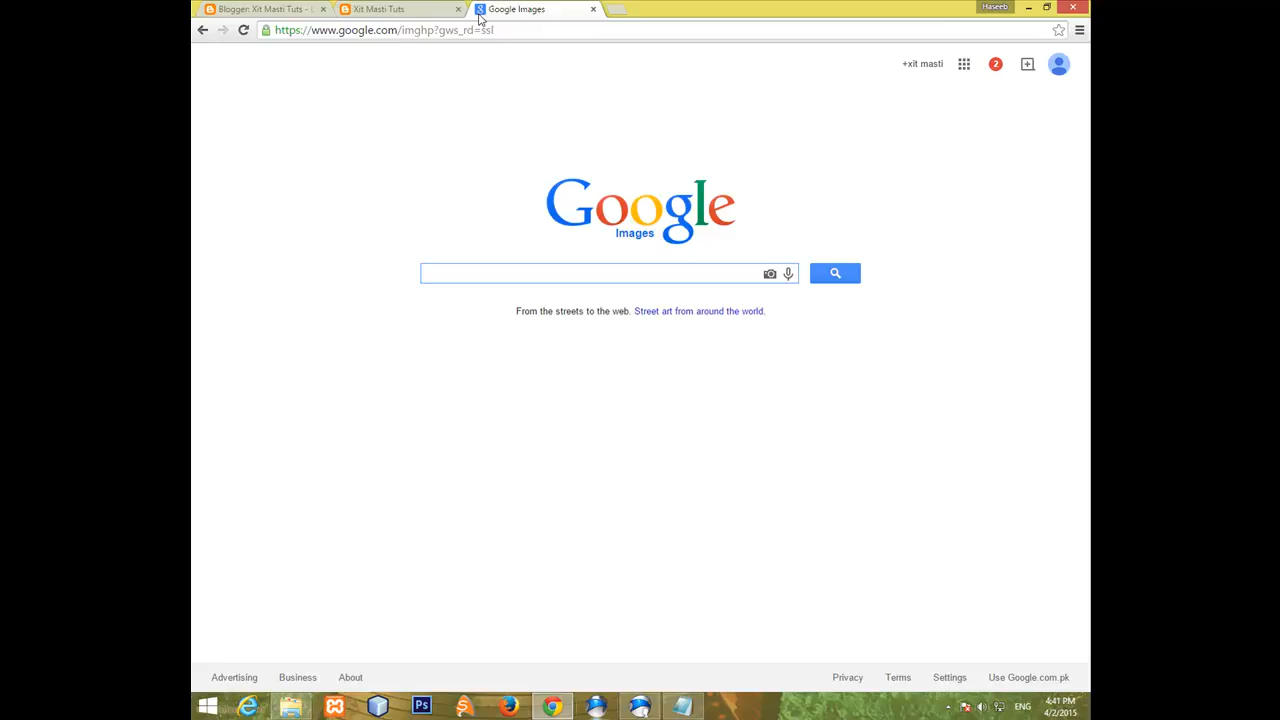 Blogger: Xit Masti Tuts -
Xit Masti Tuts
Google Images
Haseeb
https://www.google.com/imghp?gws_rd=ssl
+xit masti
2
Google
Images
From the streets to the web. Street art from around the world.
Advertising
Business
About
Privacy
Terms
Settings
Use Google.com.pk
Ps
ENG
4:41 PM
4/2/2015